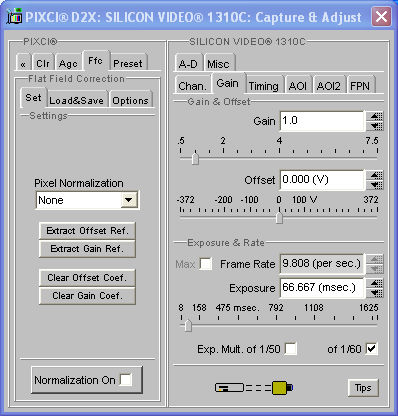 PIXCI® D2X: SILICON VIDEO® 1310C: Capture & Adjust
PIXCI®
« Clr Agc Ffc Preset
Flat Field Correction
Set Load&Save Options
Settings
Pixel Normalization
None
Extract Offset Ref.
Extract Gain Ref.
Clear Offset Coef.
Clear Gain Coef.
Normalization On
SILICON VIDEO® 1310C
A-D Misc
Chan. Gain Timing AOI AOI2 FPN
Gain & Offset
Gain 1.0
.5 2 4 7.5
Offset 0.000 (V)
-372 -200 -100 0 100 200 372
Exposure & Rate
Max Frame Rate 9.808 (per sec.)
Exposure 66.667 (msec.)
8 158 475 msec. 792 1108 1625
Exp. Mult. of 1/50 of 1/60
Tips